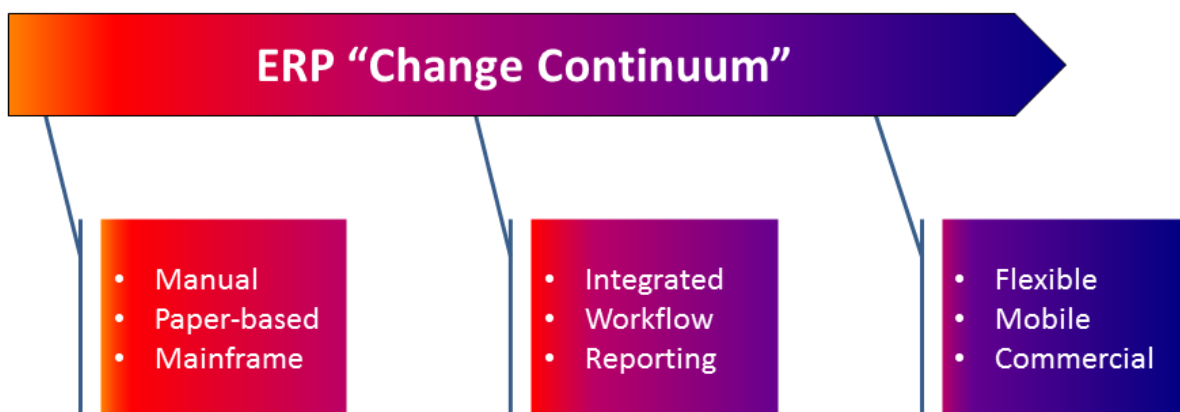 ERP “Change Continuum”
• Manual
• Paper-based
• Mainframe
• Integrated
• Workflow
• Reporting
• Flexible
• Mobile
• Commercial